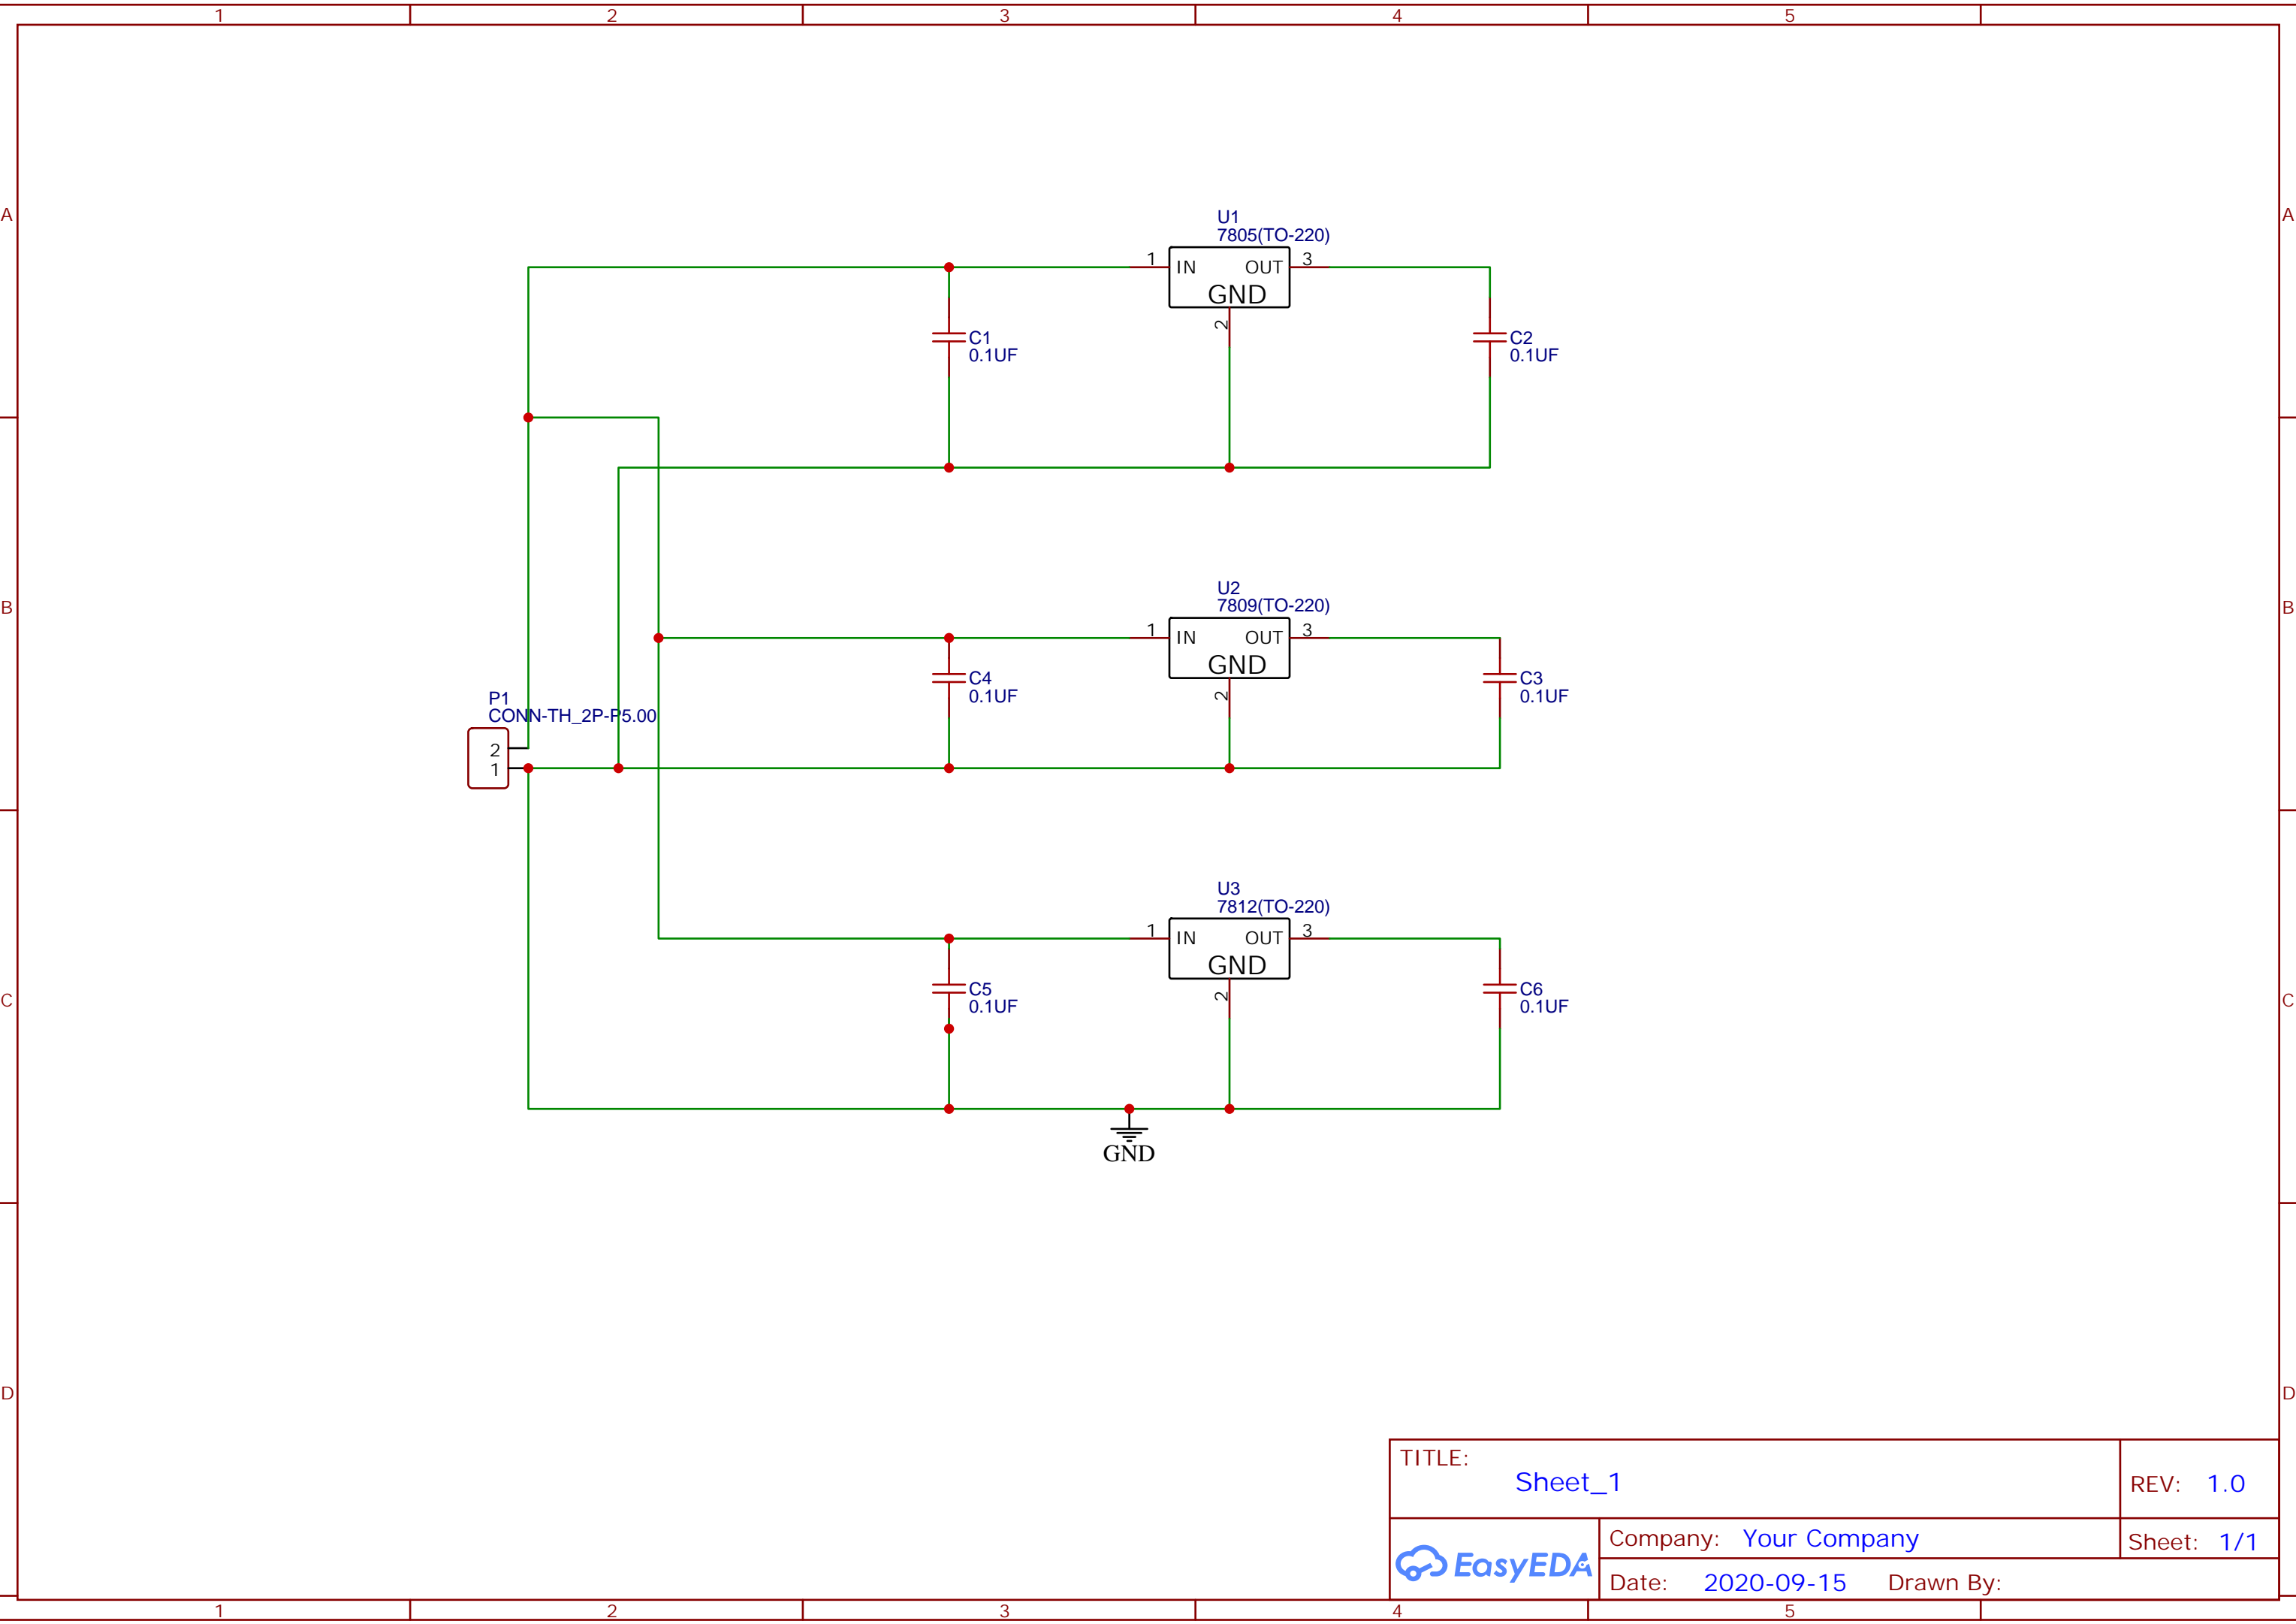 1 2 3 4 5
A A
U1
7805(TO-220)
1 IN OUT 3
GND
2
C1
0.1UF
C2
0.1UF
B B
U2
7809(TO-220)
1 IN OUT 3
GND
2
C4
0.1UF
C3
0.1UF
P1
CONN-TH_2P-P5.00
2
1
U3
7812(TO-220)
1 IN OUT 3
GND
2
C C
C5
0.1UF
C6
0.1UF
GND
D D
TITLE:
Sheet_1
REV: 1.0
EasyEDA
Company: Your Company
Sheet: 1/1
Date: 2020-09-15 Drawn By:
1 2 3 4 5